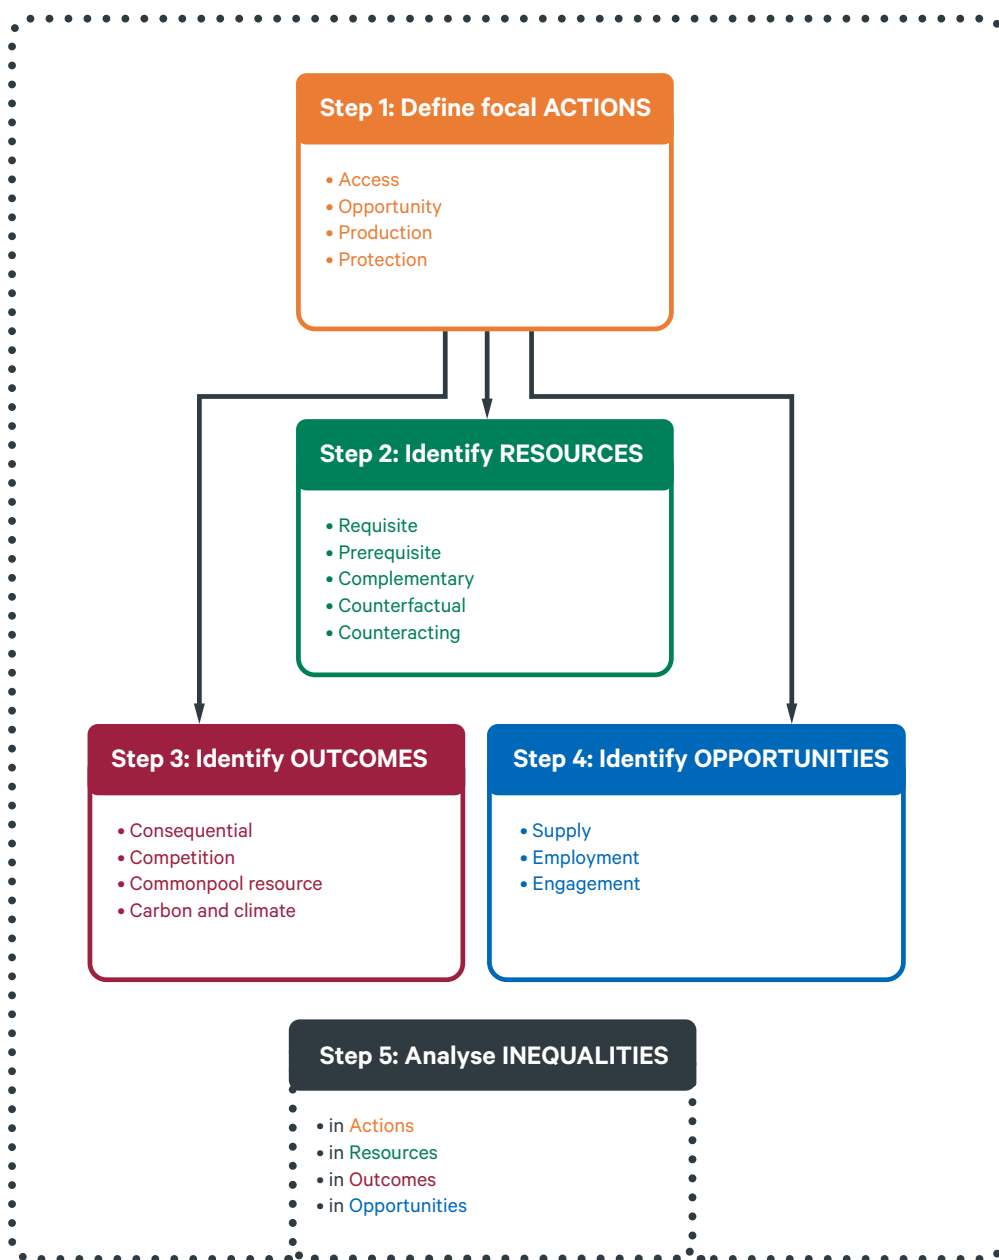 Step 1: Define focal ACTIONS
• Access
• Opportunity
• Production
• Protection
Step 2: Identify RESOURCES
• Requisite
• Prerequisite
• Complementary
• Counterfactual
• Counteracting
Step 3: Identify OUTCOMES
• Consequential
• Competition
• Commonpool resource
• Carbon and climate
Step 4: Identify OPPORTUNITIES
• Supply
• Employment
• Engagement
Step 5: Analyse INEQUALITIES
• in Actions
• in Resources
• in Outcomes
• in Opportunities